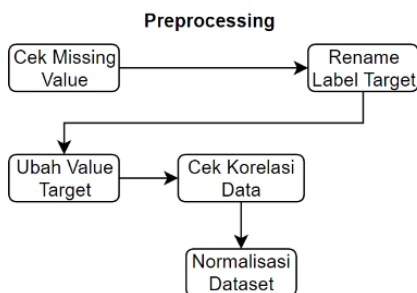 Preprocessing
Cek Missing
Value
Rename
Label Target
Ubah Value
Target
Cek Korelasi
Data
Normalisasi
Dataset